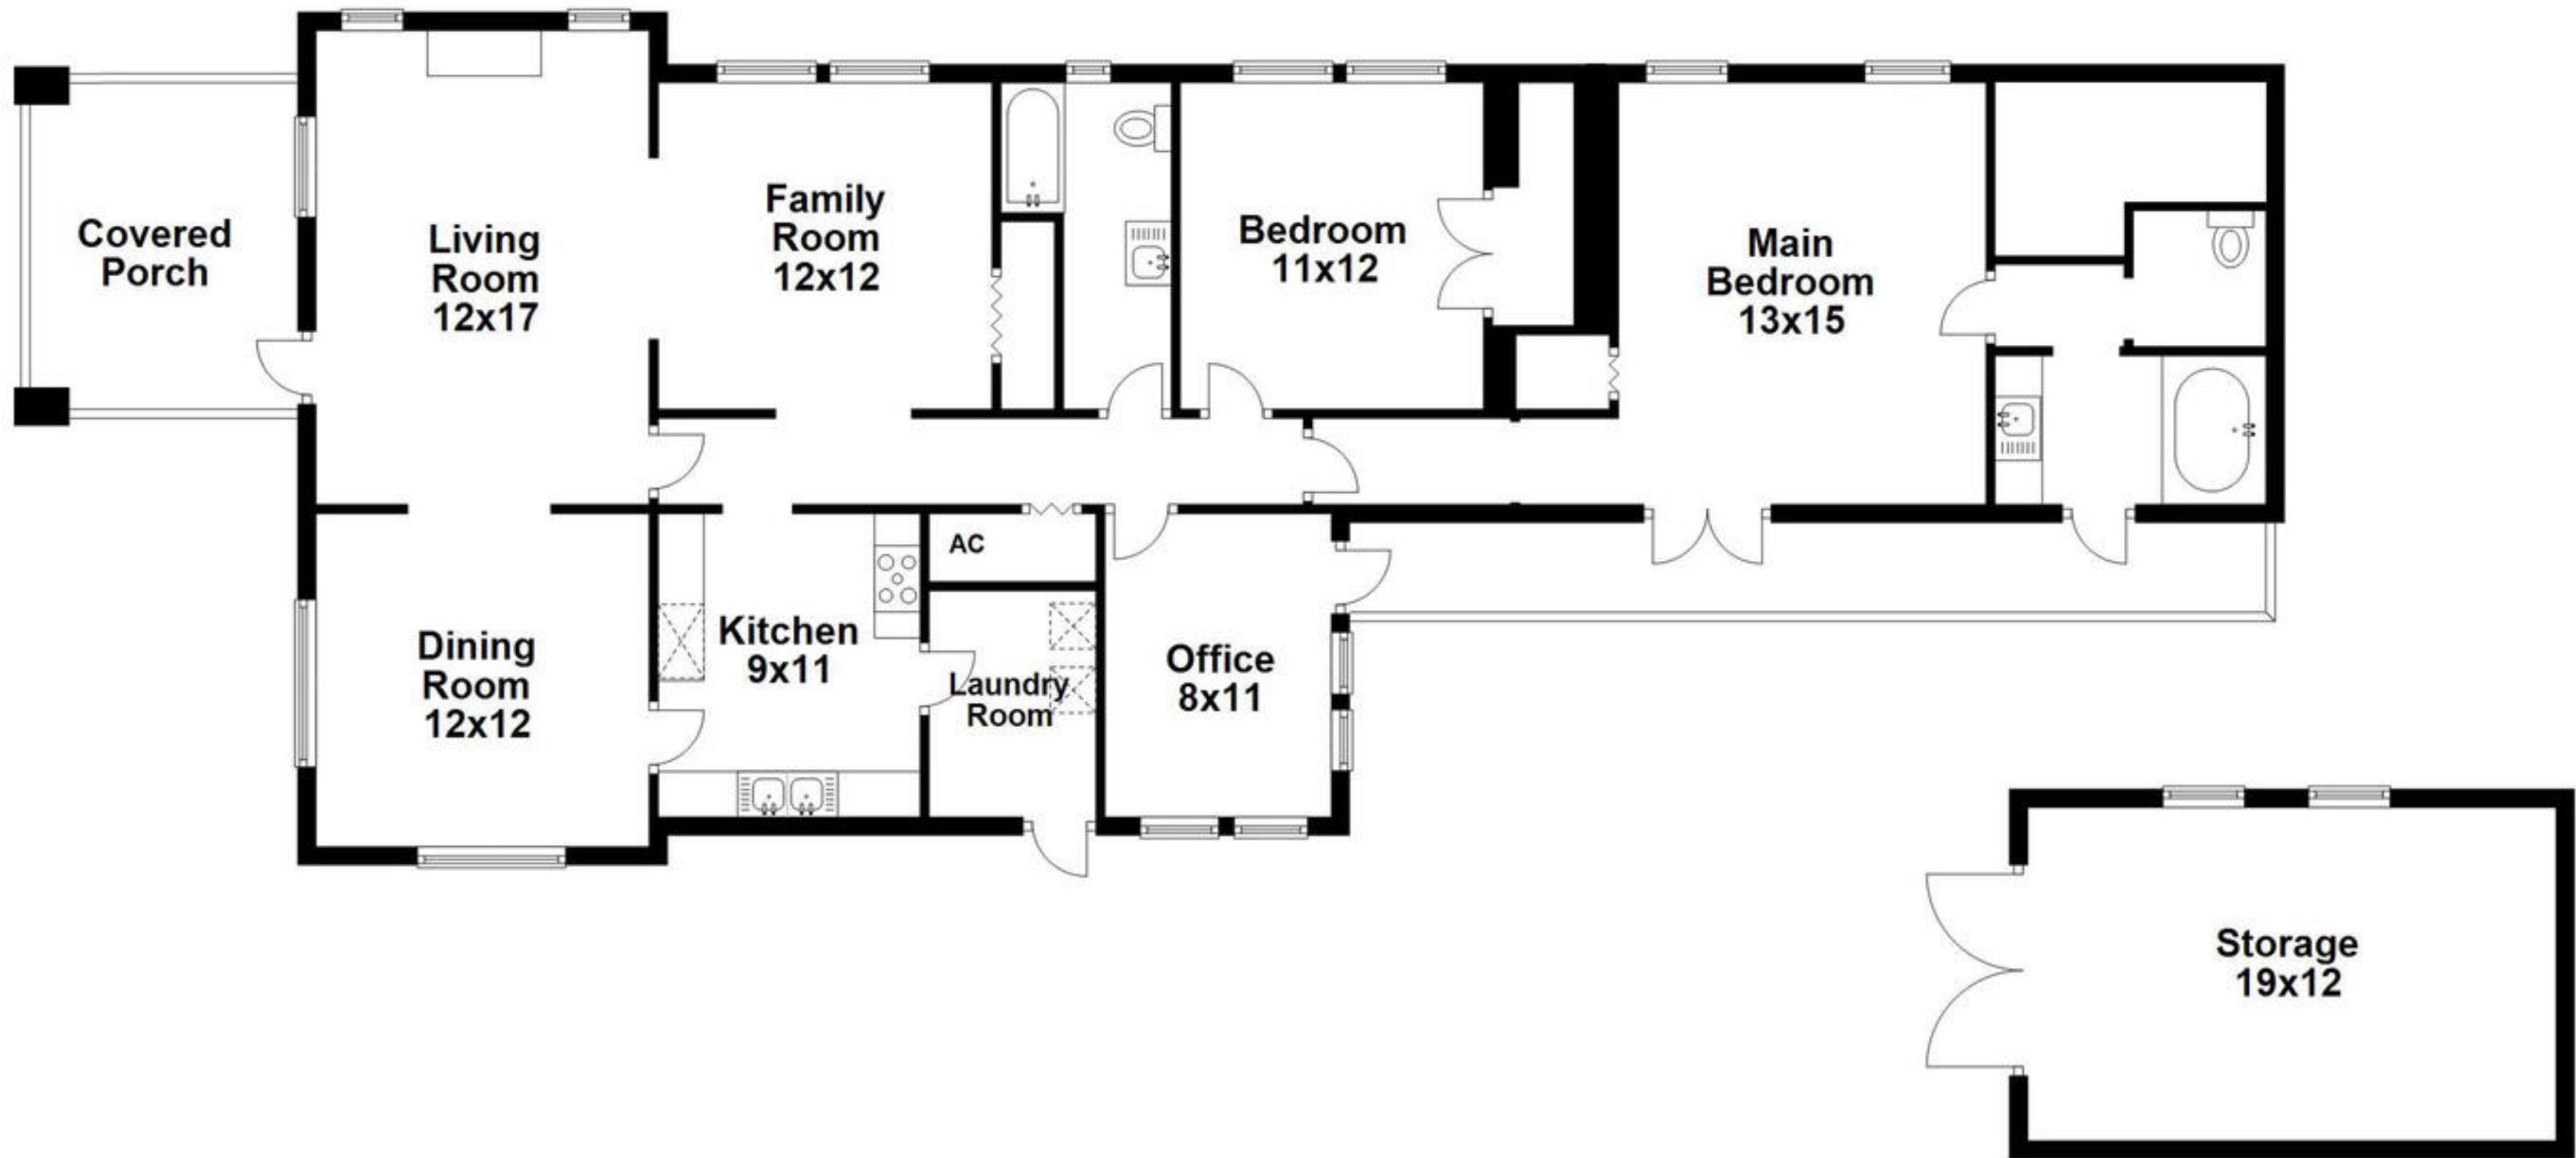 Covered
Porch
Living
Room
12x17
Family
Room
12x12
Bedroom
11x12
Main
Bedroom
13x15
Dining
Room
12x12
Kitchen
9x11
AC
Laundry
Room
Office
8x11
Storage
19x12